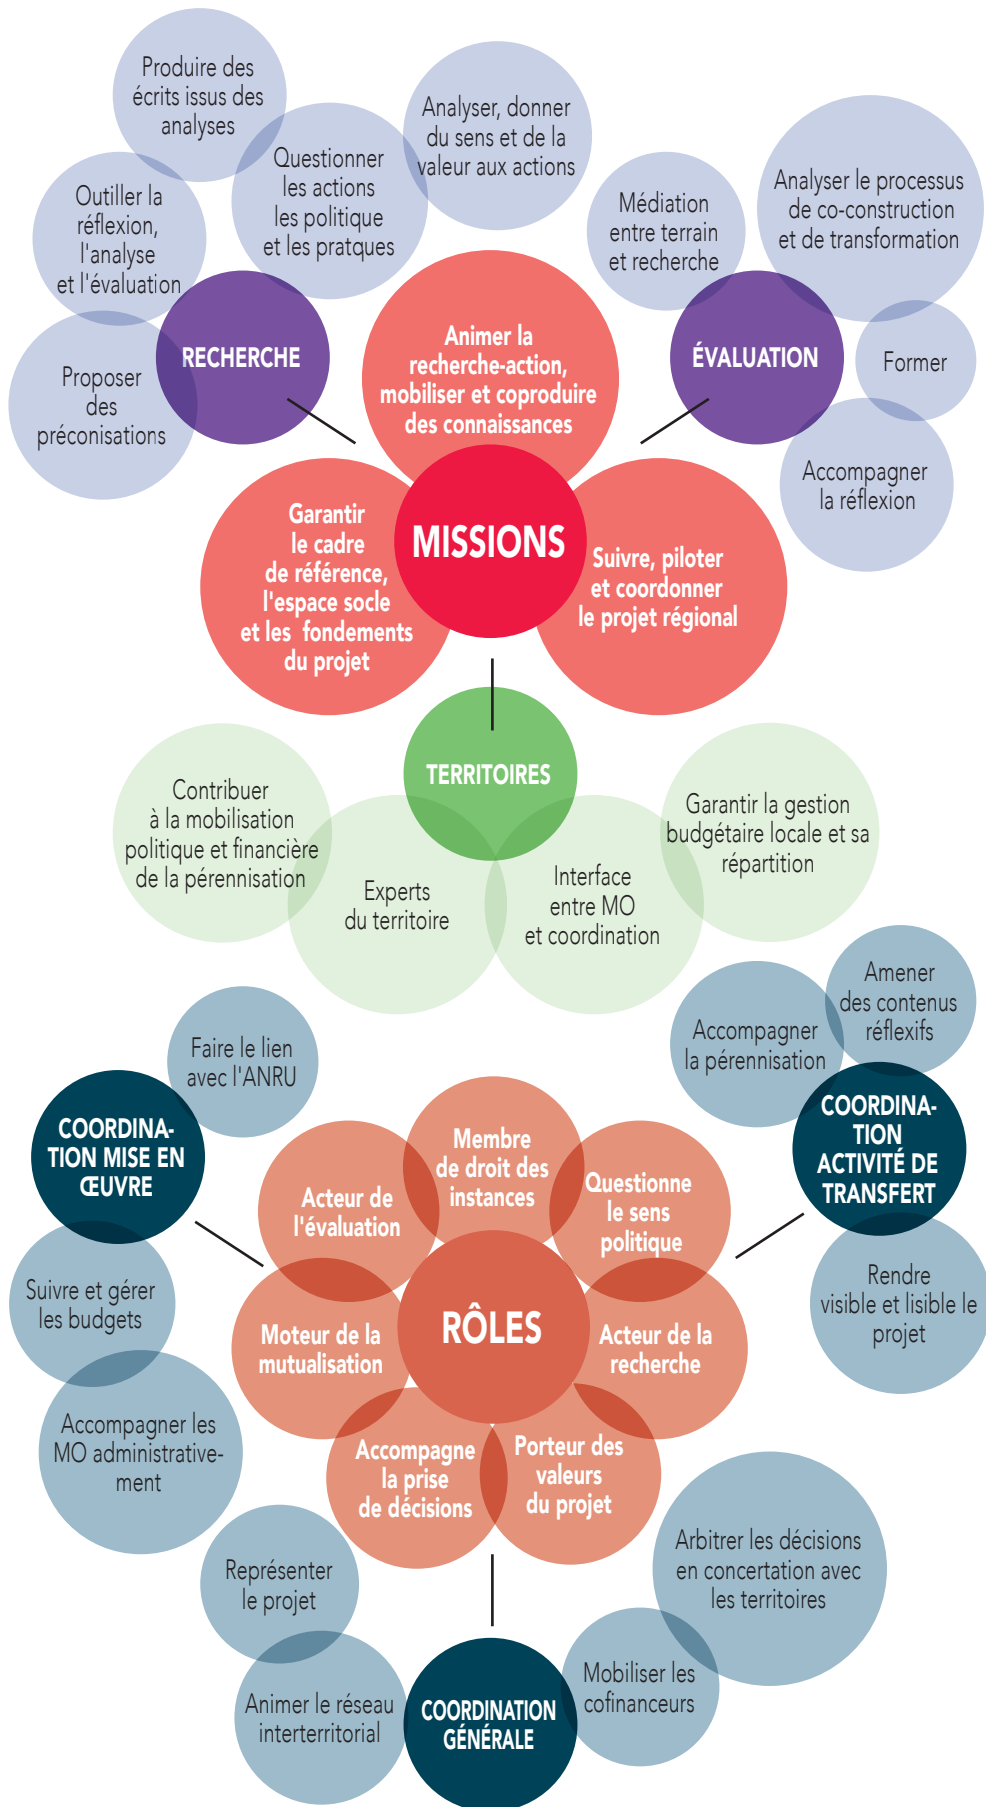 Produire des
écrits issus des
analyses
Analyser, donner
du sens et de la
valeur aux actions
Questionner
les actions
les politique
et les pratques
Outiller la
réflexion,
l'analyse
et l'évaluation
Proposer
des
préconisations
RECHERCHE
Médiation
entre terrain
et recherche
Analyser le processus
de co-construction
et de transformation
ÉVALUATION
Former
Accompagner
la réflexion
Animer la
recherche-action,
mobiliser et coproduire
des connaissances
MISSIONS
Garantir
le cadre
de référence,
l'espace socle
et les fondements
du projet
Suivre, piloter
et coordonner
le projet régional
TERRITOIRES
Contribuer
à la mobilisation
politique et financière
de la pérennisation
Experts
du territoire
Interface
entre MO
et coordination
Garantir la gestion
budgétaire locale et sa
répartition
Faire le lien
avec l'ANRU
COORDINA-
TION MISE EN
ŒUVRE
Suivre et gérer
les budgets
Accompagner les
MO administrative-
ment
Accompagner
la pérennisation
Amener
des contenus
réflexifs
COORDINA-
TION
ACTIVITÉ DE
TRANSFERT
Rendre
visible et lisible le
projet
Membre
de droit des
instances
Acteur de
l'évaluation
Questionne
le sens
politique
RÔLES
Moteur de la
mutualisation
Acteur de la
recherche
Accompagne
la prise
de décisions
Porteur des
valeurs
du projet
Représenter
le projet
Animer le réseau
interterritorial
COORDINATION
GÉNÉRALE
Mobiliser les
cofinanceurs
Arbitrer les décisions
en concertation avec
les territoires